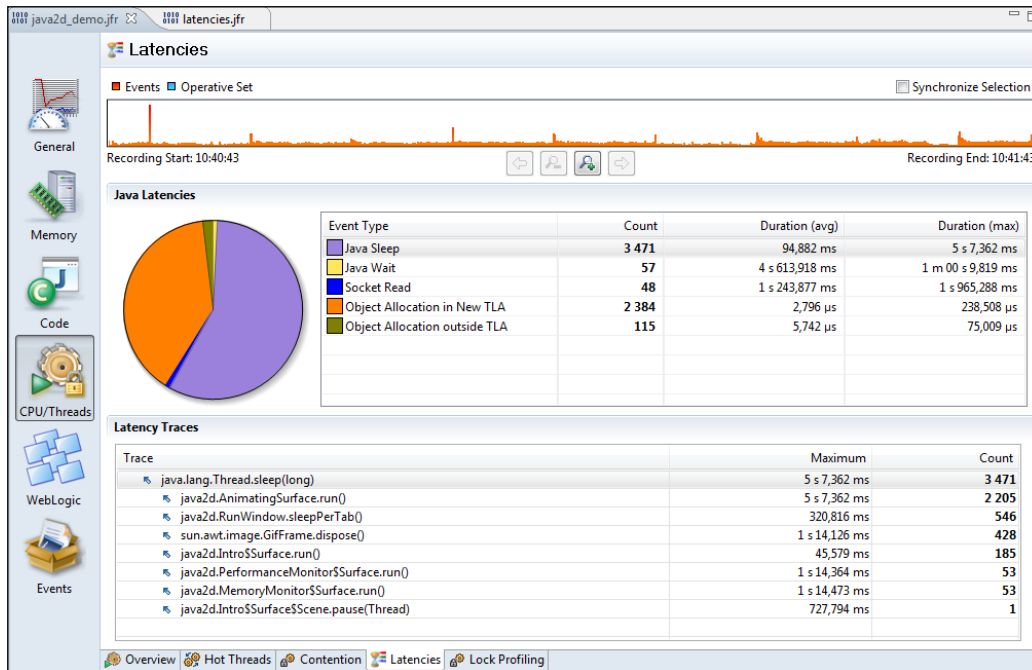 java2d_demo.jfr latencies.jfr
Latencies
Events Operative Set Synchronize Selection
Recording Start: 10:40:43 Recording End: 10:41:43
General
Memory
Code
CPU/Threads
WebLogic
Events
Java Latencies
Event Type Count Duration (avg) Duration (max)
Java Sleep 3 471 94,882 ms 5 s 7,362 ms
Java Wait 57 4 s 613,918 ms 1 m 00 s 9,819 ms
Socket Read 48 1 s 243,877 ms 1 s 965,288 ms
Object Allocation in New TLA 2 384 2,796 µs 238,508 µs
Object Allocation outside TLA 115 5,742 µs 75,009 µs
Latency Traces
Trace Maximum Count
java.lang.Thread.sleep(long) 5 s 7,362 ms 3 471
java2d.AnimatingSurface.run() 5 s 7,362 ms 2 205
java2d.RunWindow.sleepPerTab() 320,816 ms 546
sun.awt.image.GifFrame.dispose() 1 s 14,126 ms 428
java2d.Intro$Surface.run() 45,579 ms 185
java2d.PerformanceMonitor$Surface.run() 1 s 14,364 ms 53
java2d.MemoryMonitor$Surface.run() 1 s 14,473 ms 53
java2d.Intro$Surface$Scene.pause(Thread) 727,794 ms 1
Overview Hot Threads Contention Latencies Lock Profiling